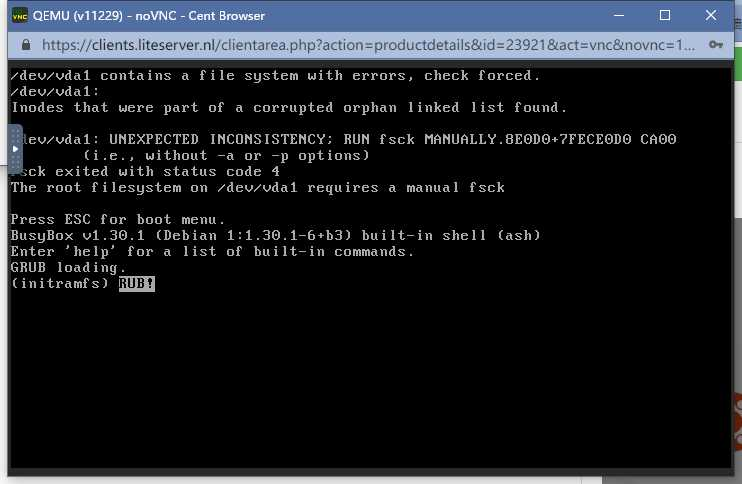 QEMU (v11229) - noVNC - Cent Browser
https://clients.liteserver.nl/clientarea.php?action=productdetails&id=23921&act=vnc&novnc=1...
/dev/vda1 contains a file system with errors, check forced.
/dev/vda1:
Inodes that were part of a corrupted orphan linked list found.
dev/vda1: UNEXPECTED INCONSISTENCY; RUN fsck MANUALLY.8E0D0+7FECE0D0 CA00
(i.e., without -a or -p options)
fsck exited with status code 4
The root filesystem on /dev/vda1 requires a manual fsck
Press ESC for boot menu.
BusyBox v1.30.1 (Debian 1:1.30.1-6+b3) built-in shell (ash)
Enter 'help' for a list of built-in commands.
GRUB loading.
(initramfs) RUB!